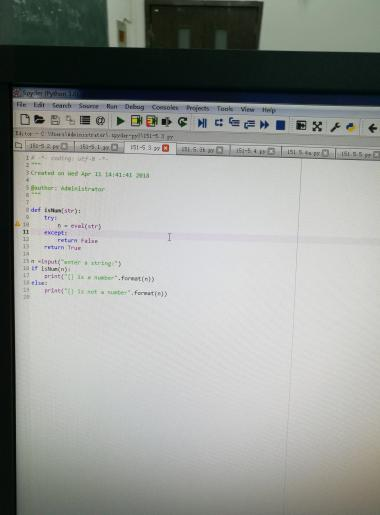 Spyder (Python 3.6)
File Edit Search Source Run Debug Consoles Projects Tools View Help
Editor - C:\Users\Administrator\.spyder-py3\151-5.3.py
151-5.2.py 151-5.1.py 151-5.3.py 151-5.3b.py 151-5.4.py 151-5.4a.py 151-5.5.py
1 # -*- coding: utf-8 -*-
2 """
3 Created on Wed Apr 11 14:41:41 2018
4
5 @author: Administrator
6 """
7
8 def isNum(str):
9 try:
10 n = eval(str)
11 except:
12 return False
13 return True
14
15 n =input("enter a string:")
16 if isNum(n):
17 print("{} is a number".format(n))
18 else:
19 print("{} is not a number".format(n))
20